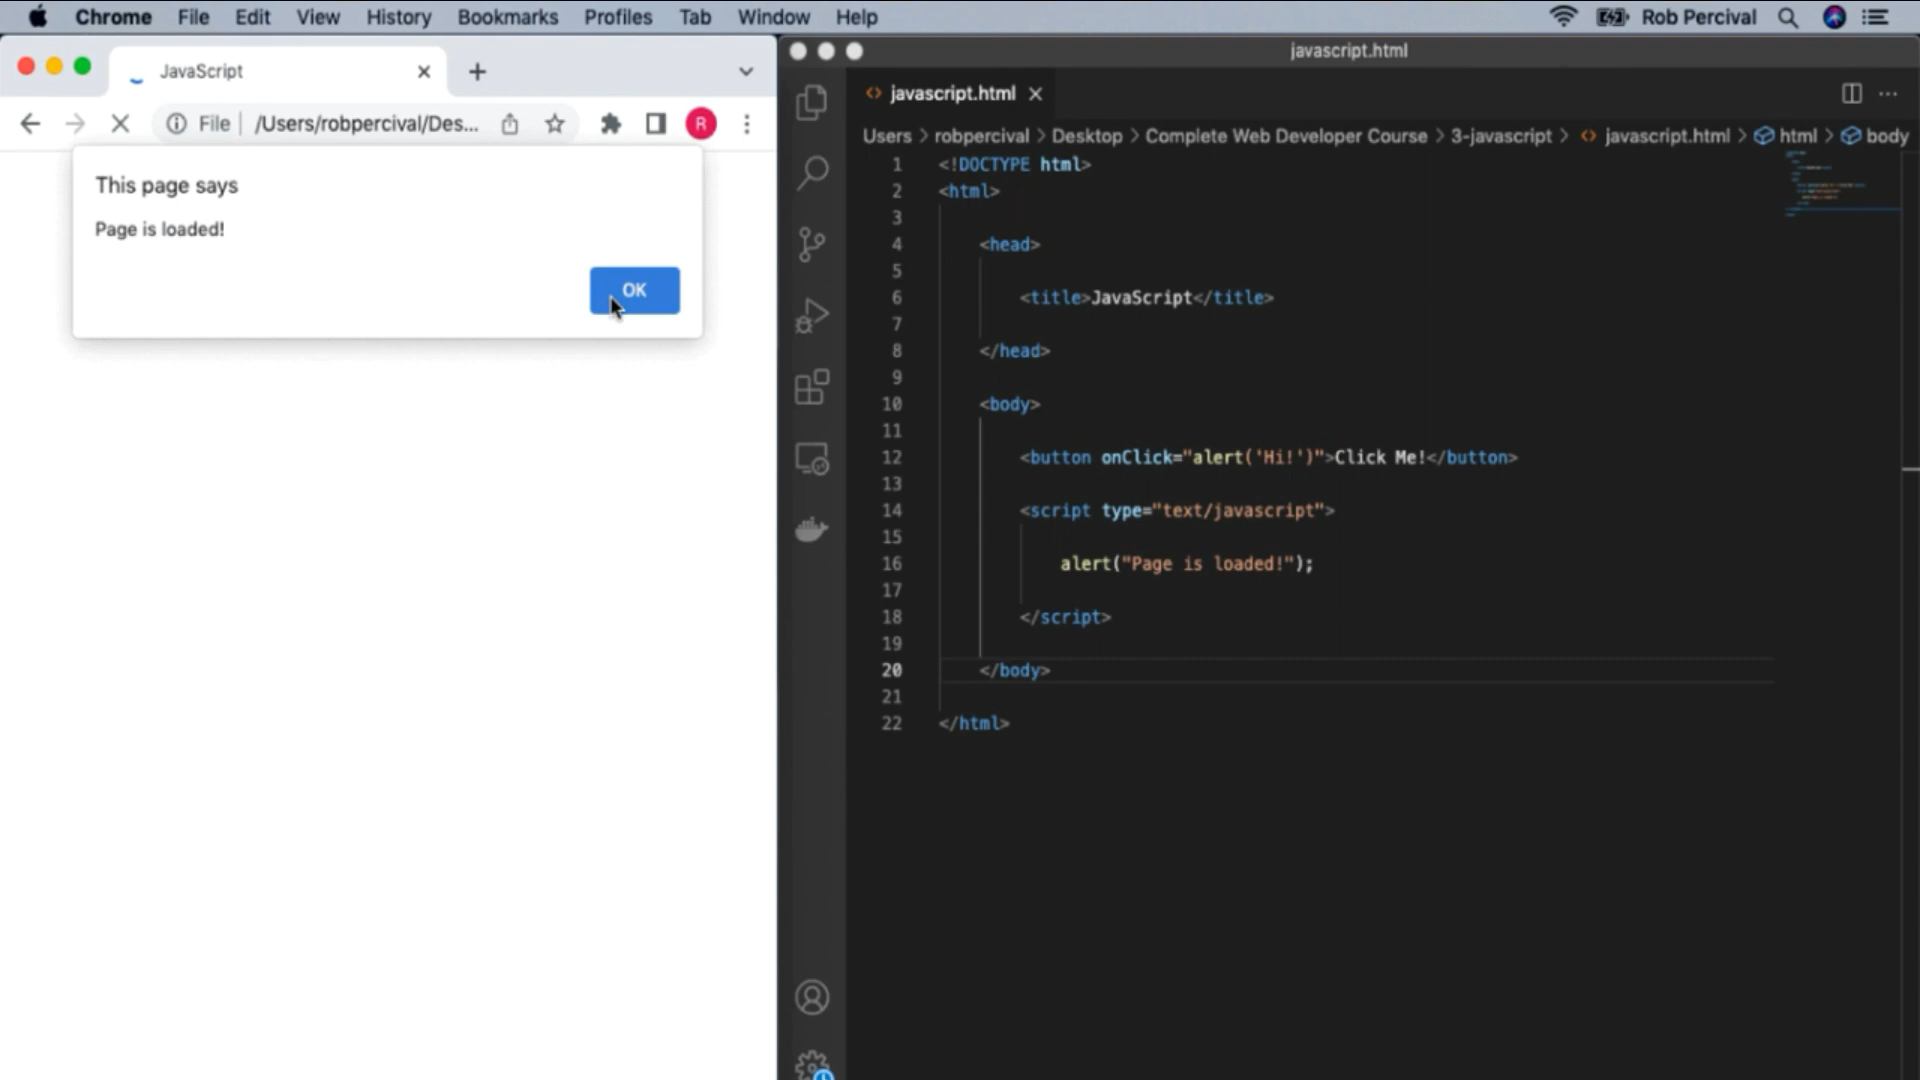 Chrome File Edit View History Bookmarks Profiles Tab Window Help Rob Percival
JavaScript
File /Users/robpercival/Des... R
This page says
Page is loaded!
OK
javascript.html
<> javascript.html
Users > robpercival > Desktop > Complete Web Developer Course > 3-javascript > <> javascript.html > html > body
1 <!DOCTYPE html>
2 <html>
3
4 <head>
5
6 <title>JavaScript</title>
7
8 </head>
9
10 <body>
11
12 <button onClick="alert('Hi!')">Click Me!</button>
13
14 <script type="text/javascript">
15
16 alert("Page is loaded!");
17
18 </script>
19
20 </body>
21
22 </html>